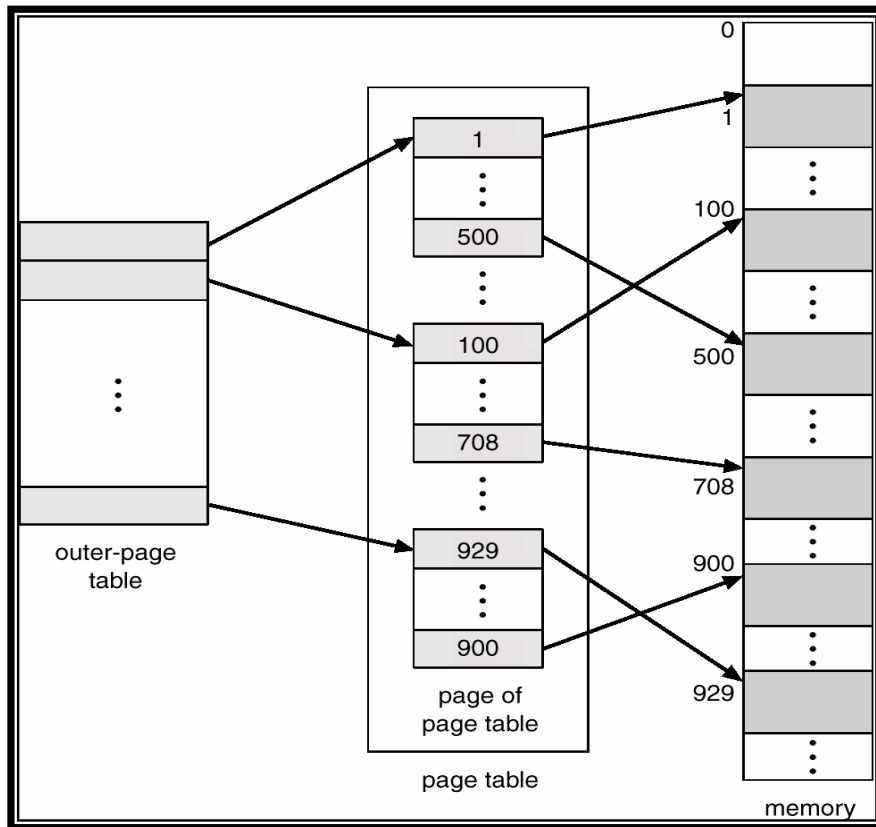 outer-page
table
1
500
100
708
929
900
page of
page table
page table
0
1
100
500
708
900
929
memory